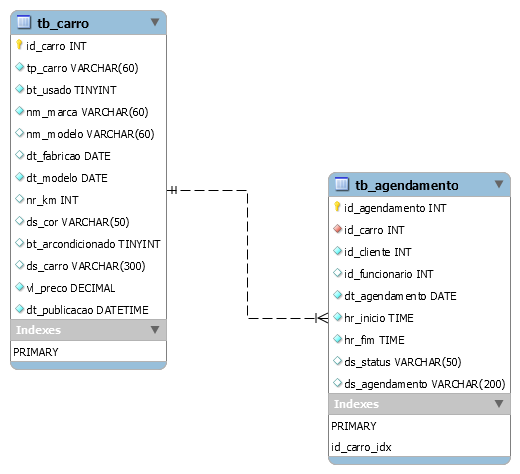 tb_carro
id_carro INT
tp_carro VARCHAR(60)
bt_usado TINYINT
nm_marca VARCHAR(60)
nm_modelo VARCHAR(60)
dt_fabricao DATE
dt_modelo DATE
nr_km INT
ds_cor VARCHAR(50)
bt_arcondicionado TINYINT
ds_carro VARCHAR(300)
vl_preco DECIMAL
dt_publicacao DATETIME
Indexes
PRIMARY
tb_agendamento
id_agendamento INT
id_carro INT
id_cliente INT
id_funcionario INT
dt_agendamento DATE
hr_inicio TIME
hr_fim TIME
ds_status VARCHAR(50)
ds_agendamento VARCHAR(200)
Indexes
PRIMARY
id_carro_idx